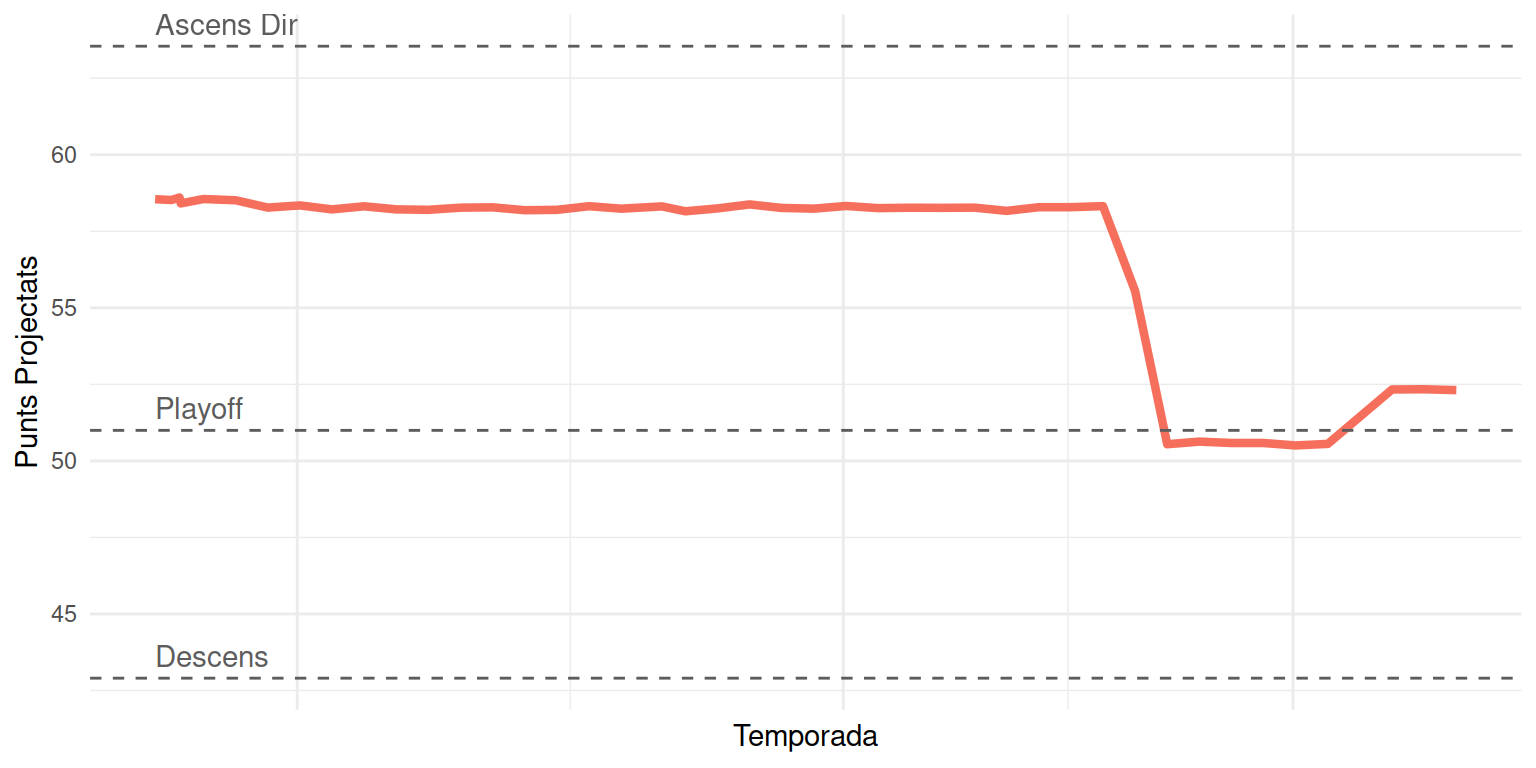 Ascens Dir
60
55
Playoff
50
45
Descens
Punts Projectats
Temporada